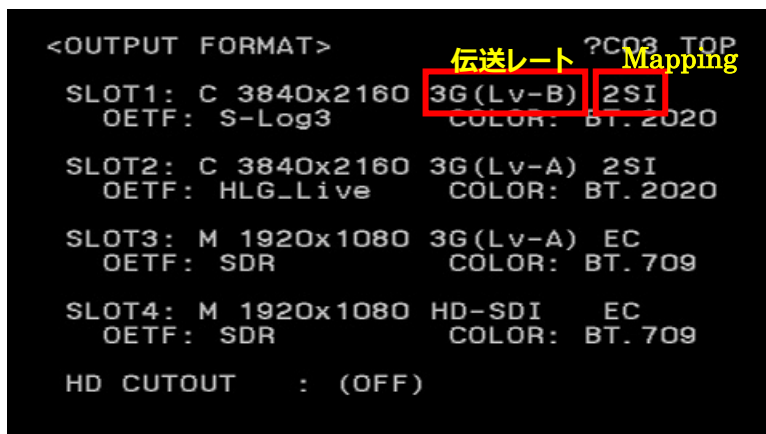 <OUTPUT FORMAT> ?CO3 TOP
伝送レート Mapping
SLOT1: C 3840x2160 3G(Lv-B) 2SI
OETF: S-Log3 COLOR: BT.2020
SLOT2: C 3840x2160 3G(Lv-A) 2SI
OETF: HLG_Live COLOR: BT.2020
SLOT3: M 1920x1080 3G(Lv-A) EC
OETF: SDR COLOR: BT.709
SLOT4: M 1920x1080 HD-SDI EC
OETF: SDR COLOR: BT.709
HD CUTOUT : (OFF)